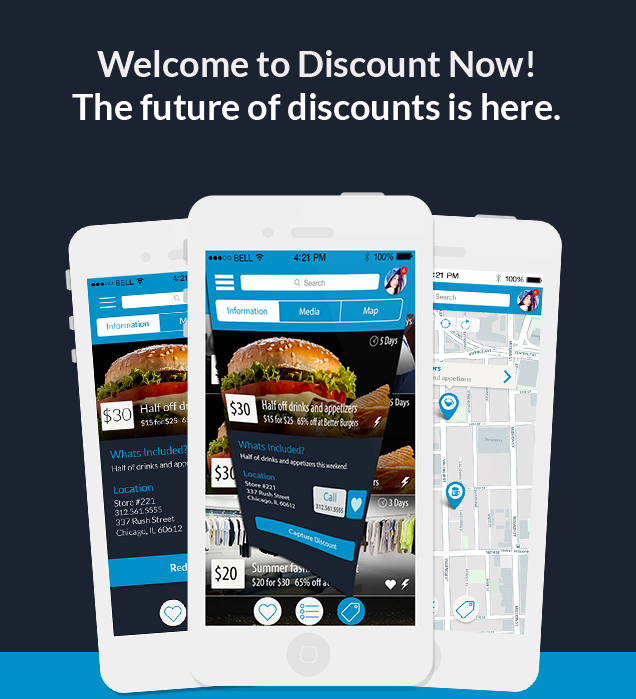 Welcome to Discount Now!
The future of discounts is here.
BELL 4:21
Information
$30
Half off dri
$15 for $25 65%
Whats Included?
Half of drinks and appe
Location
Store #221
312.561.5555
337 Rush Street
Chicago, IL 60612
Red
BELL 4:21 PM 100%
Search
Information Media Map
5 Days
$30
Half off drinks and appetizers
$15 for $25 65% off at Better Burgers
Days
Whats Included?
Half of drinks and appetizers this weekend.
Location
Store #221
337 Rush Street
Chicago, IL 60612
Call
312.561.5555
Capture Discount
$30
rs
3 Days
$20
Summer fash
$20 for $30 65% off a
:21 PM 100%
Search
ers
nd appetizers